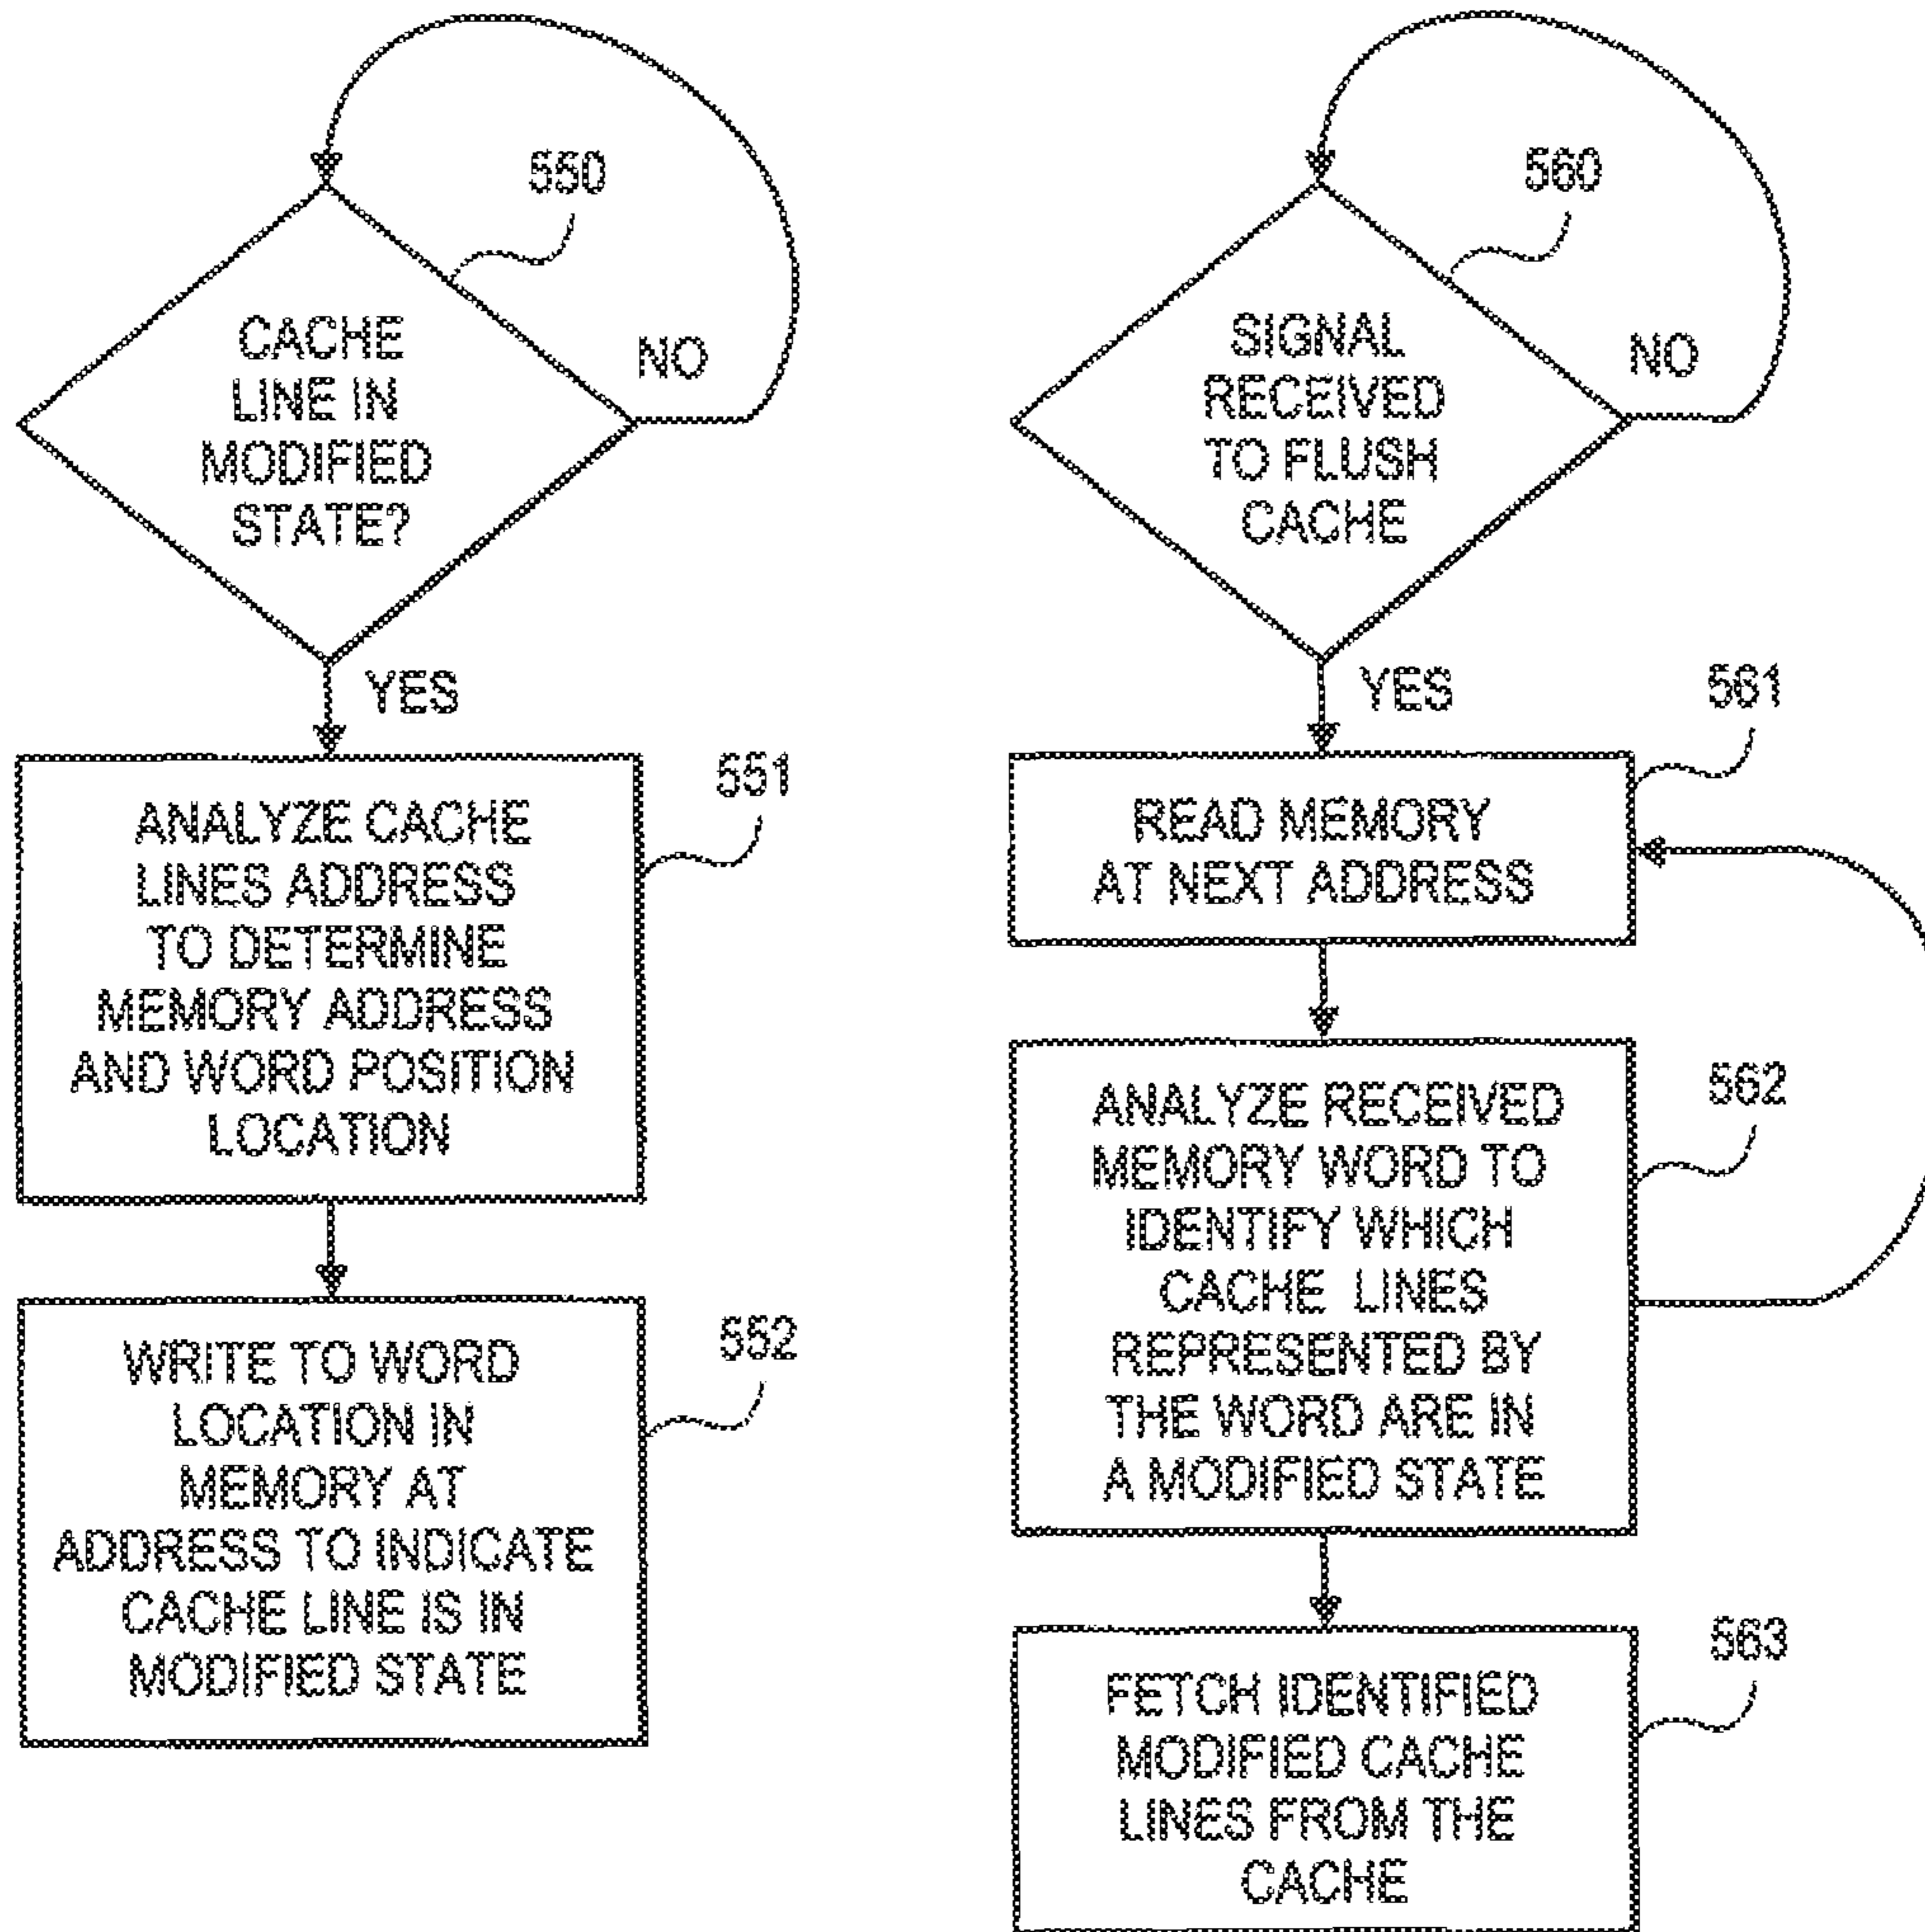 550
CACHE
LINE IN
MODIFIED
STATE?
NO
YES
551
ANALYZE CACHE
LINES ADDRESS
TO DETERMINE
MEMORY ADDRESS
AND WORD POSITION
LOCATION
552
WRITE TO WORD
LOCATION IN
MEMORY AT
ADDRESS TO INDICATE
CACHE LINE IS IN
MODIFIED STATE
560
SIGNAL
RECEIVED
TO FLUSH
CACHE
NO
YES
561
READ MEMORY
AT NEXT ADDRESS
562
ANALYZE RECEIVED
MEMORY WORD TO
IDENTIFY WHICH
CACHE LINES
REPRESENTED BY
THE WORD ARE IN
A MODIFIED STATE
563
FETCH IDENTIFIED
MODIFIED CACHE
LINES FROM THE
CACHE